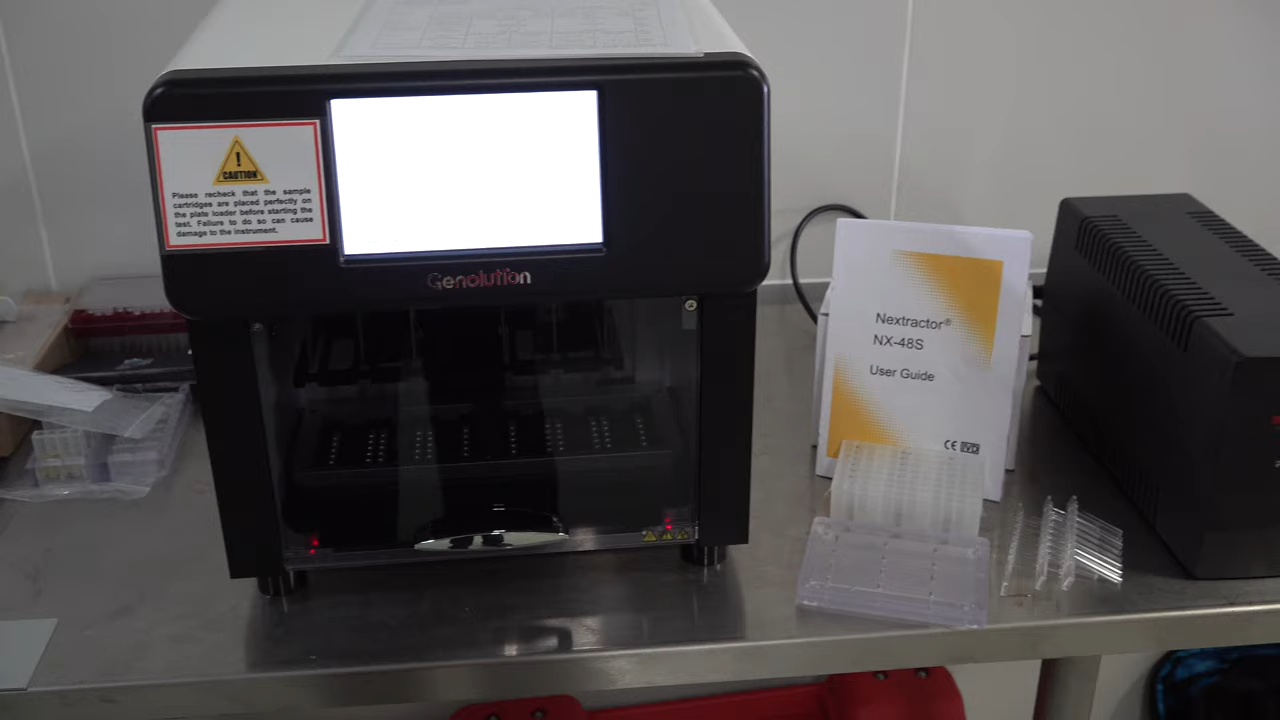 !
CAUTION
Please recheck that the sample
cartridges are placed perfectly on
the plate loader before starting the
test. Failure to do so can cause
damage to the instrument.
Genolution
Nextractor®
NX-48S
User Guide
CE IVD